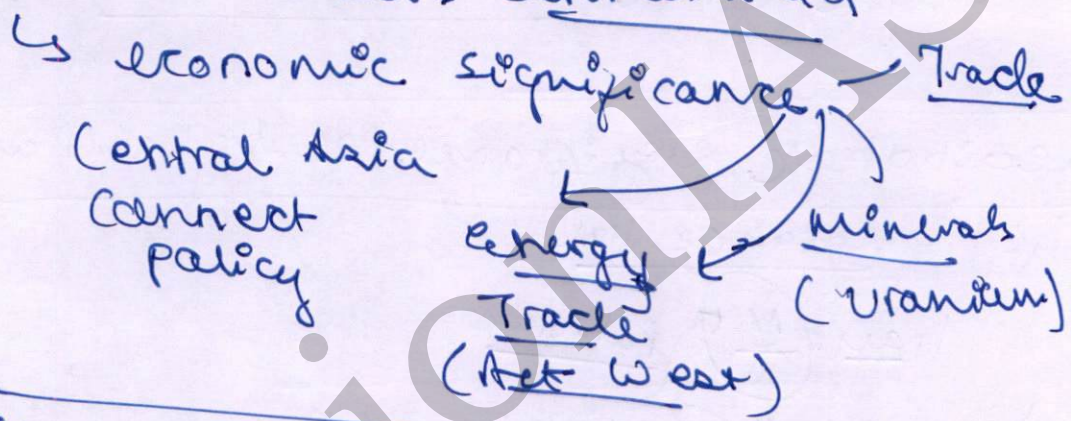 ↳ economic significance – Trade
Central Asia
Connect
policy
energy
Trade
(Act West)
minerals
(Uranium)